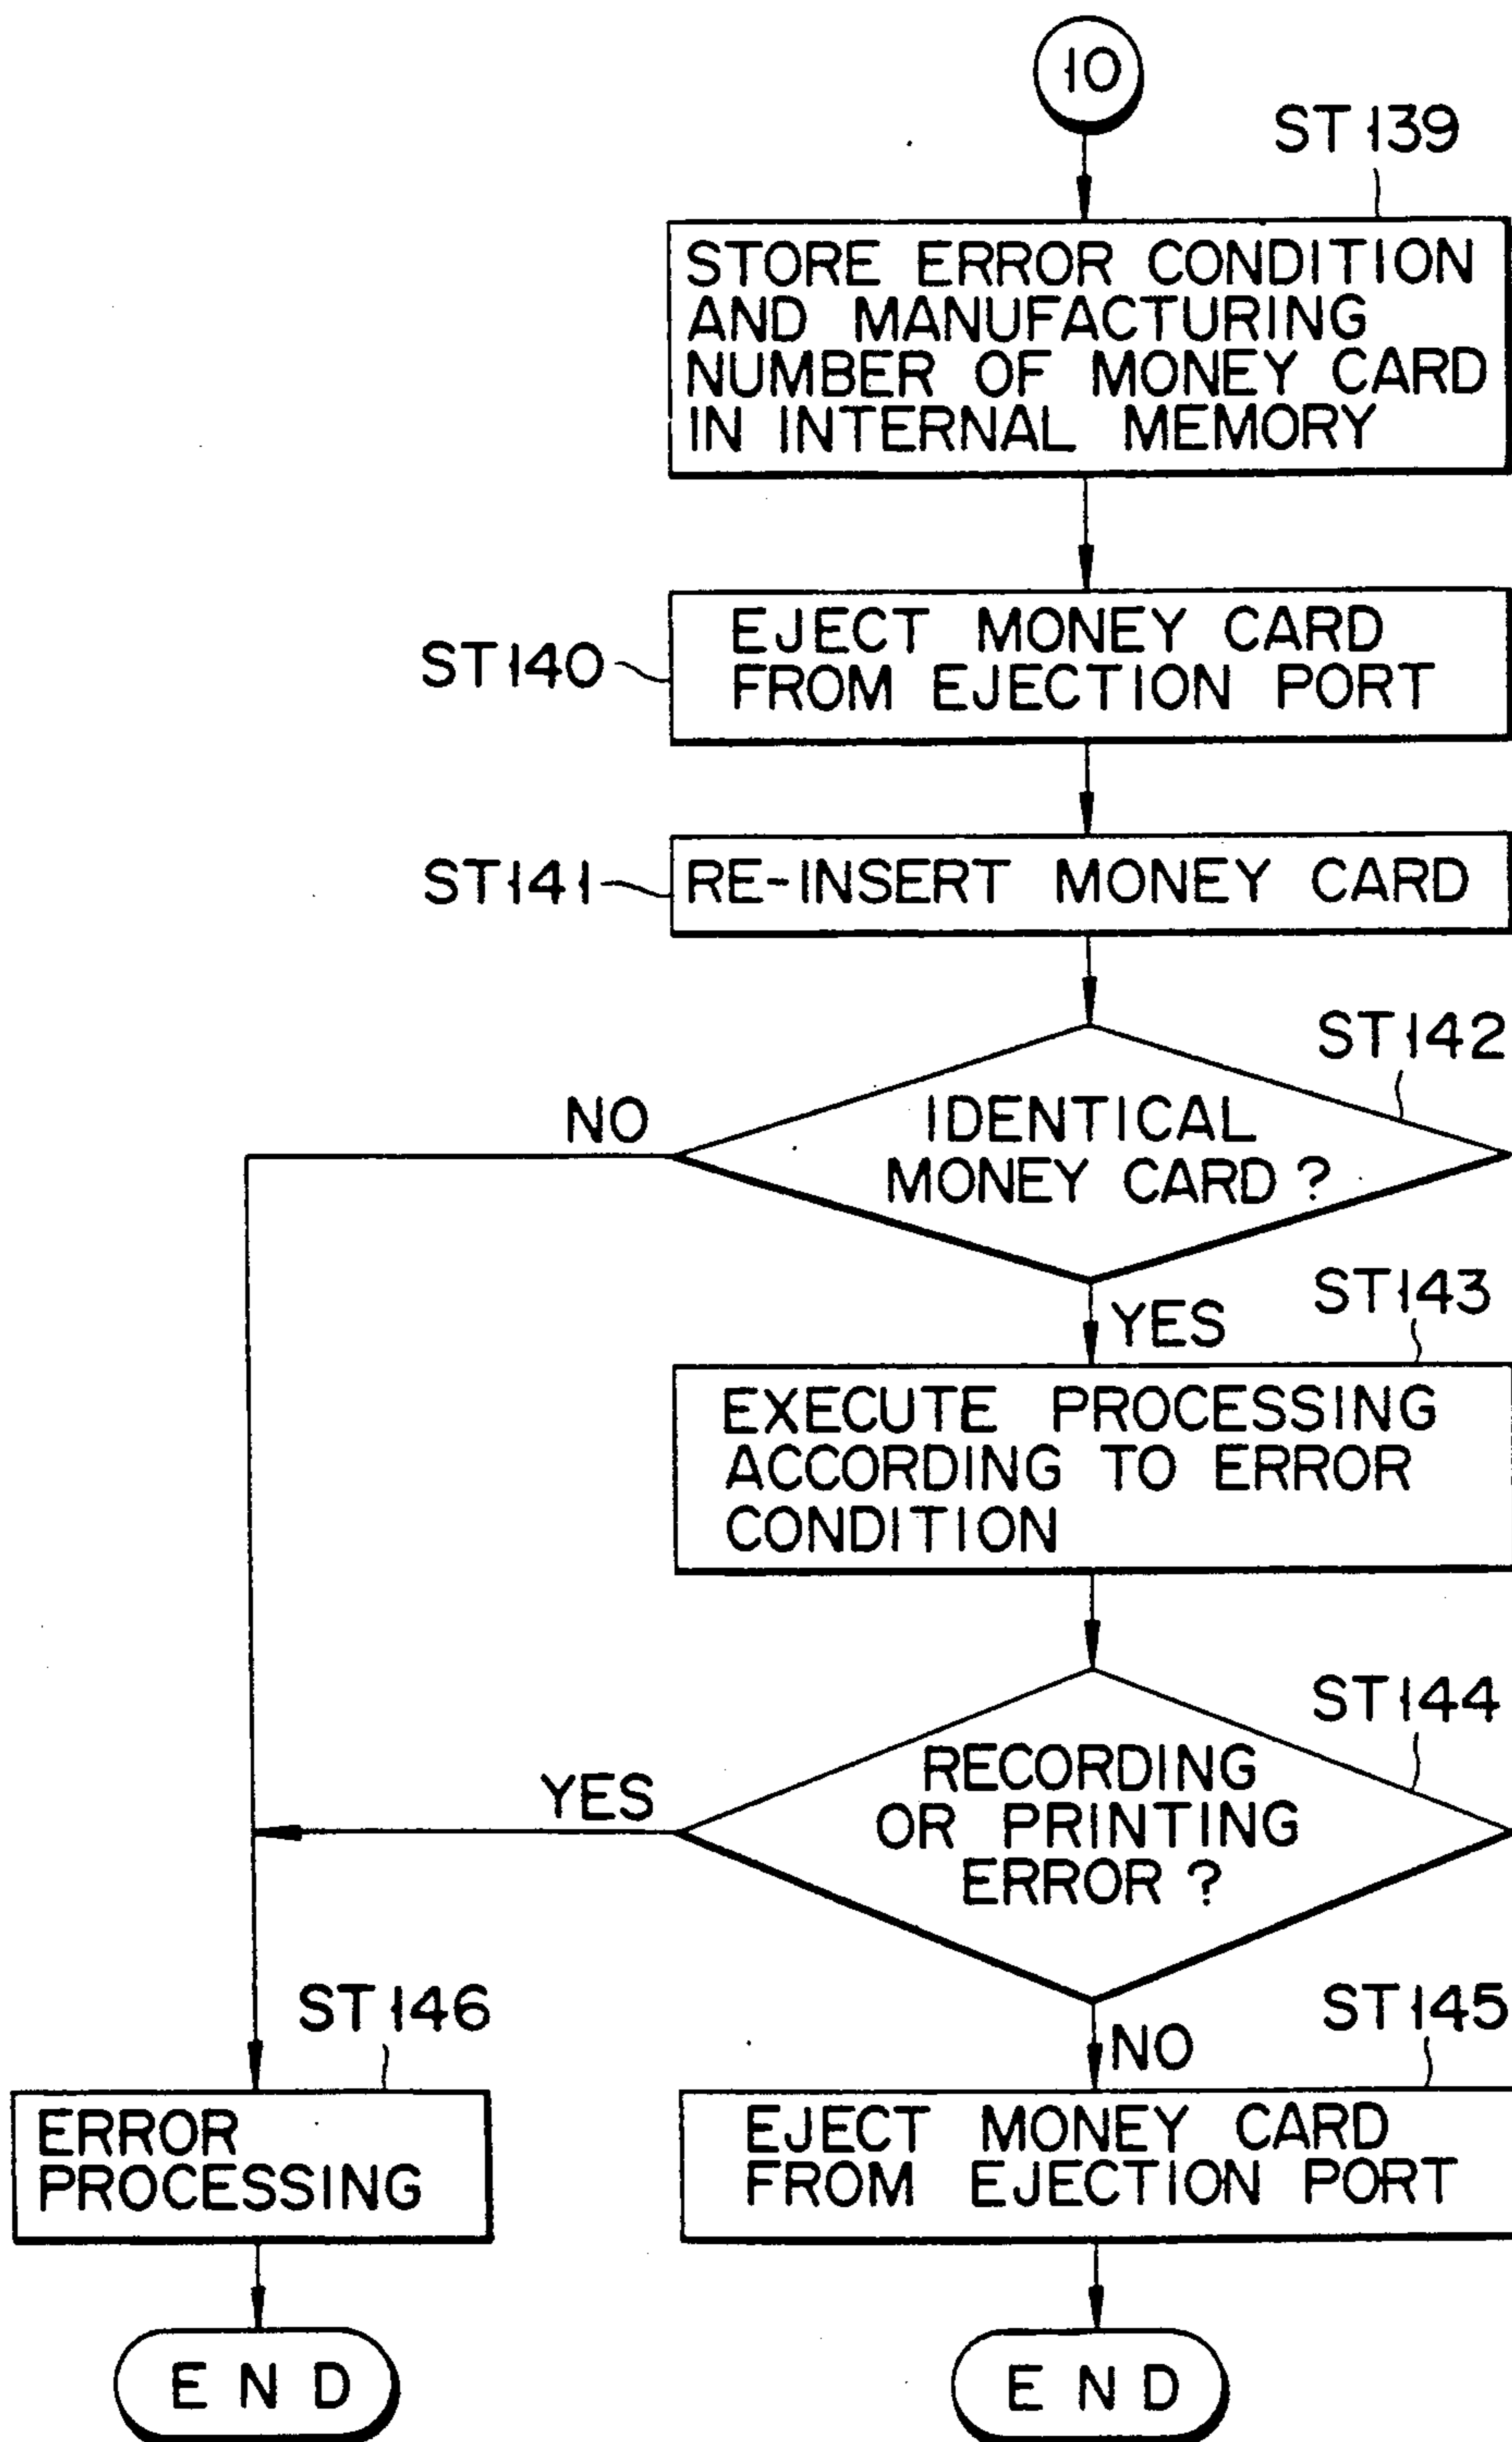 10
ST139
STORE ERROR CONDITION
AND MANUFACTURING
NUMBER OF MONEY CARD
IN INTERNAL MEMORY
ST140
EJECT MONEY CARD
FROM EJECTION PORT
ST141
RE-INSERT MONEY CARD
ST142
IDENTICAL
MONEY CARD?
NO
YES
ST143
EXECUTE PROCESSING
ACCORDING TO ERROR
CONDITION
ST144
RECORDING
OR PRINTING
ERROR?
YES
NO
ST146
ERROR
PROCESSING
ST145
EJECT MONEY CARD
FROM EJECTION PORT
END
END